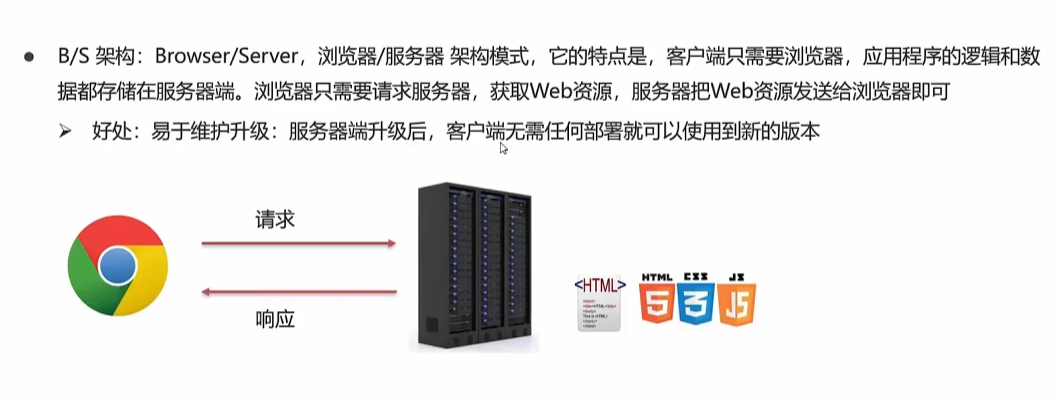 B/S 架构：Browser/Server，浏览器/服务器 架构模式，它的特点是，客户端只需要浏览器，应用程序的逻辑和数
据都存储在服务器端。浏览器只需要请求服务器，获取Web资源，服务器把Web资源发送给浏览器即可
好处：易于维护升级：服务器端升级后，客户端无需任何部署就可以使用到新的版本
请求
响应
<HTML>
HTML CSS JS
5 3 JS